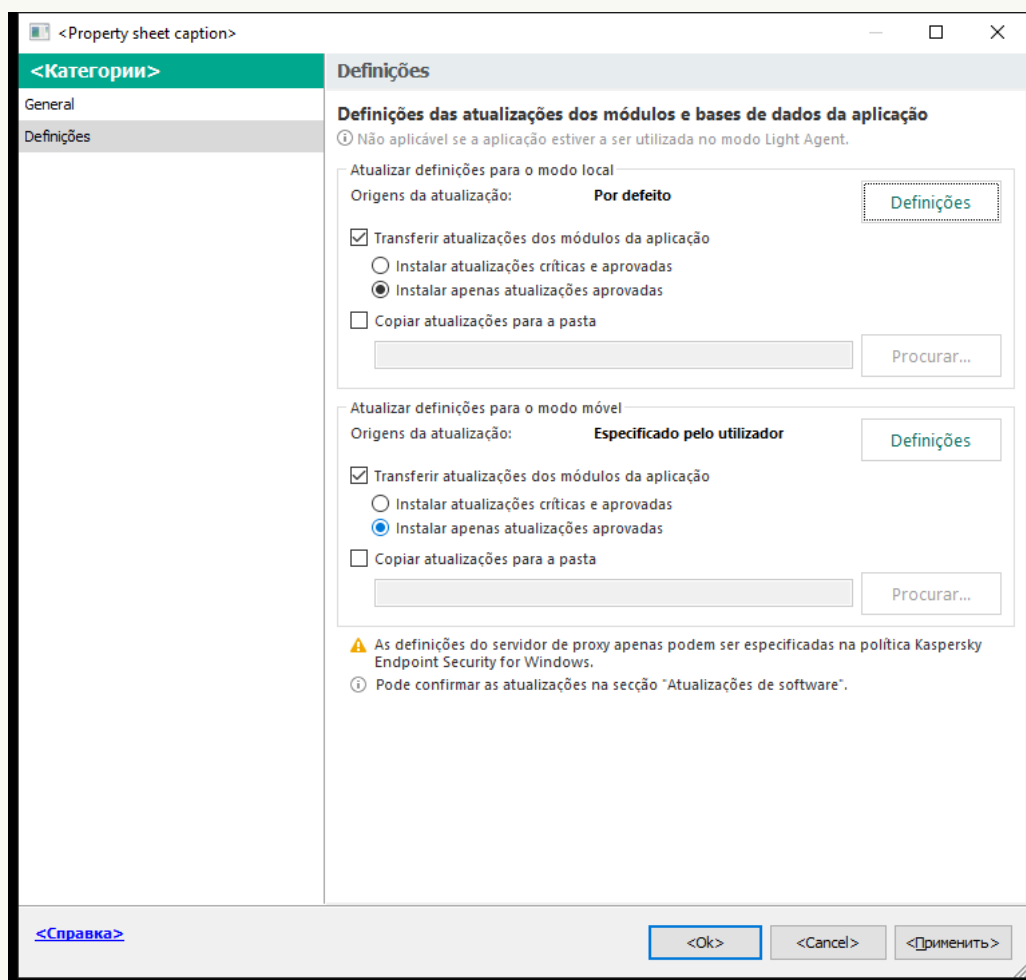 <Property sheet caption>
<Категории>
General
Definições
Definições
Definições das atualizações dos módulos e bases de dados da aplicação
Não aplicável se a aplicação estiver a ser utilizada no modo Light Agent.
Atualizar definições para o modo local
Origens da atualização: Por defeito Definições
Transferir atualizações dos módulos da aplicação
Instalar atualizações críticas e aprovadas
Instalar apenas atualizações aprovadas
Copiar atualizações para a pasta
Procurar...
Atualizar definições para o modo móvel
Origens da atualização: Especificado pelo utilizador Definições
Transferir atualizações dos módulos da aplicação
Instalar atualizações críticas e aprovadas
Instalar apenas atualizações aprovadas
Copiar atualizações para a pasta
Procurar...
As definições do servidor de proxy apenas podem ser especificadas na política Kaspersky
Endpoint Security for Windows.
Pode confirmar as atualizações na secção "Atualizações de software".
<Справка>
<Ok> <Cancel> <Применить>